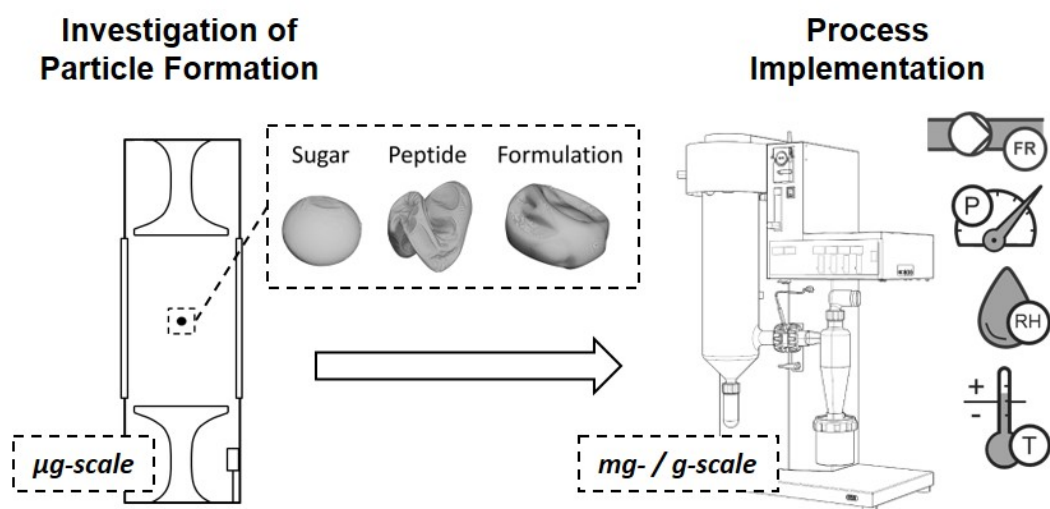 Investigation of
Particle Formation
Process
Implementation
Sugar
Peptide
Formulation
FR
P
RH
+
-
T
µg-scale
mg- / g-scale